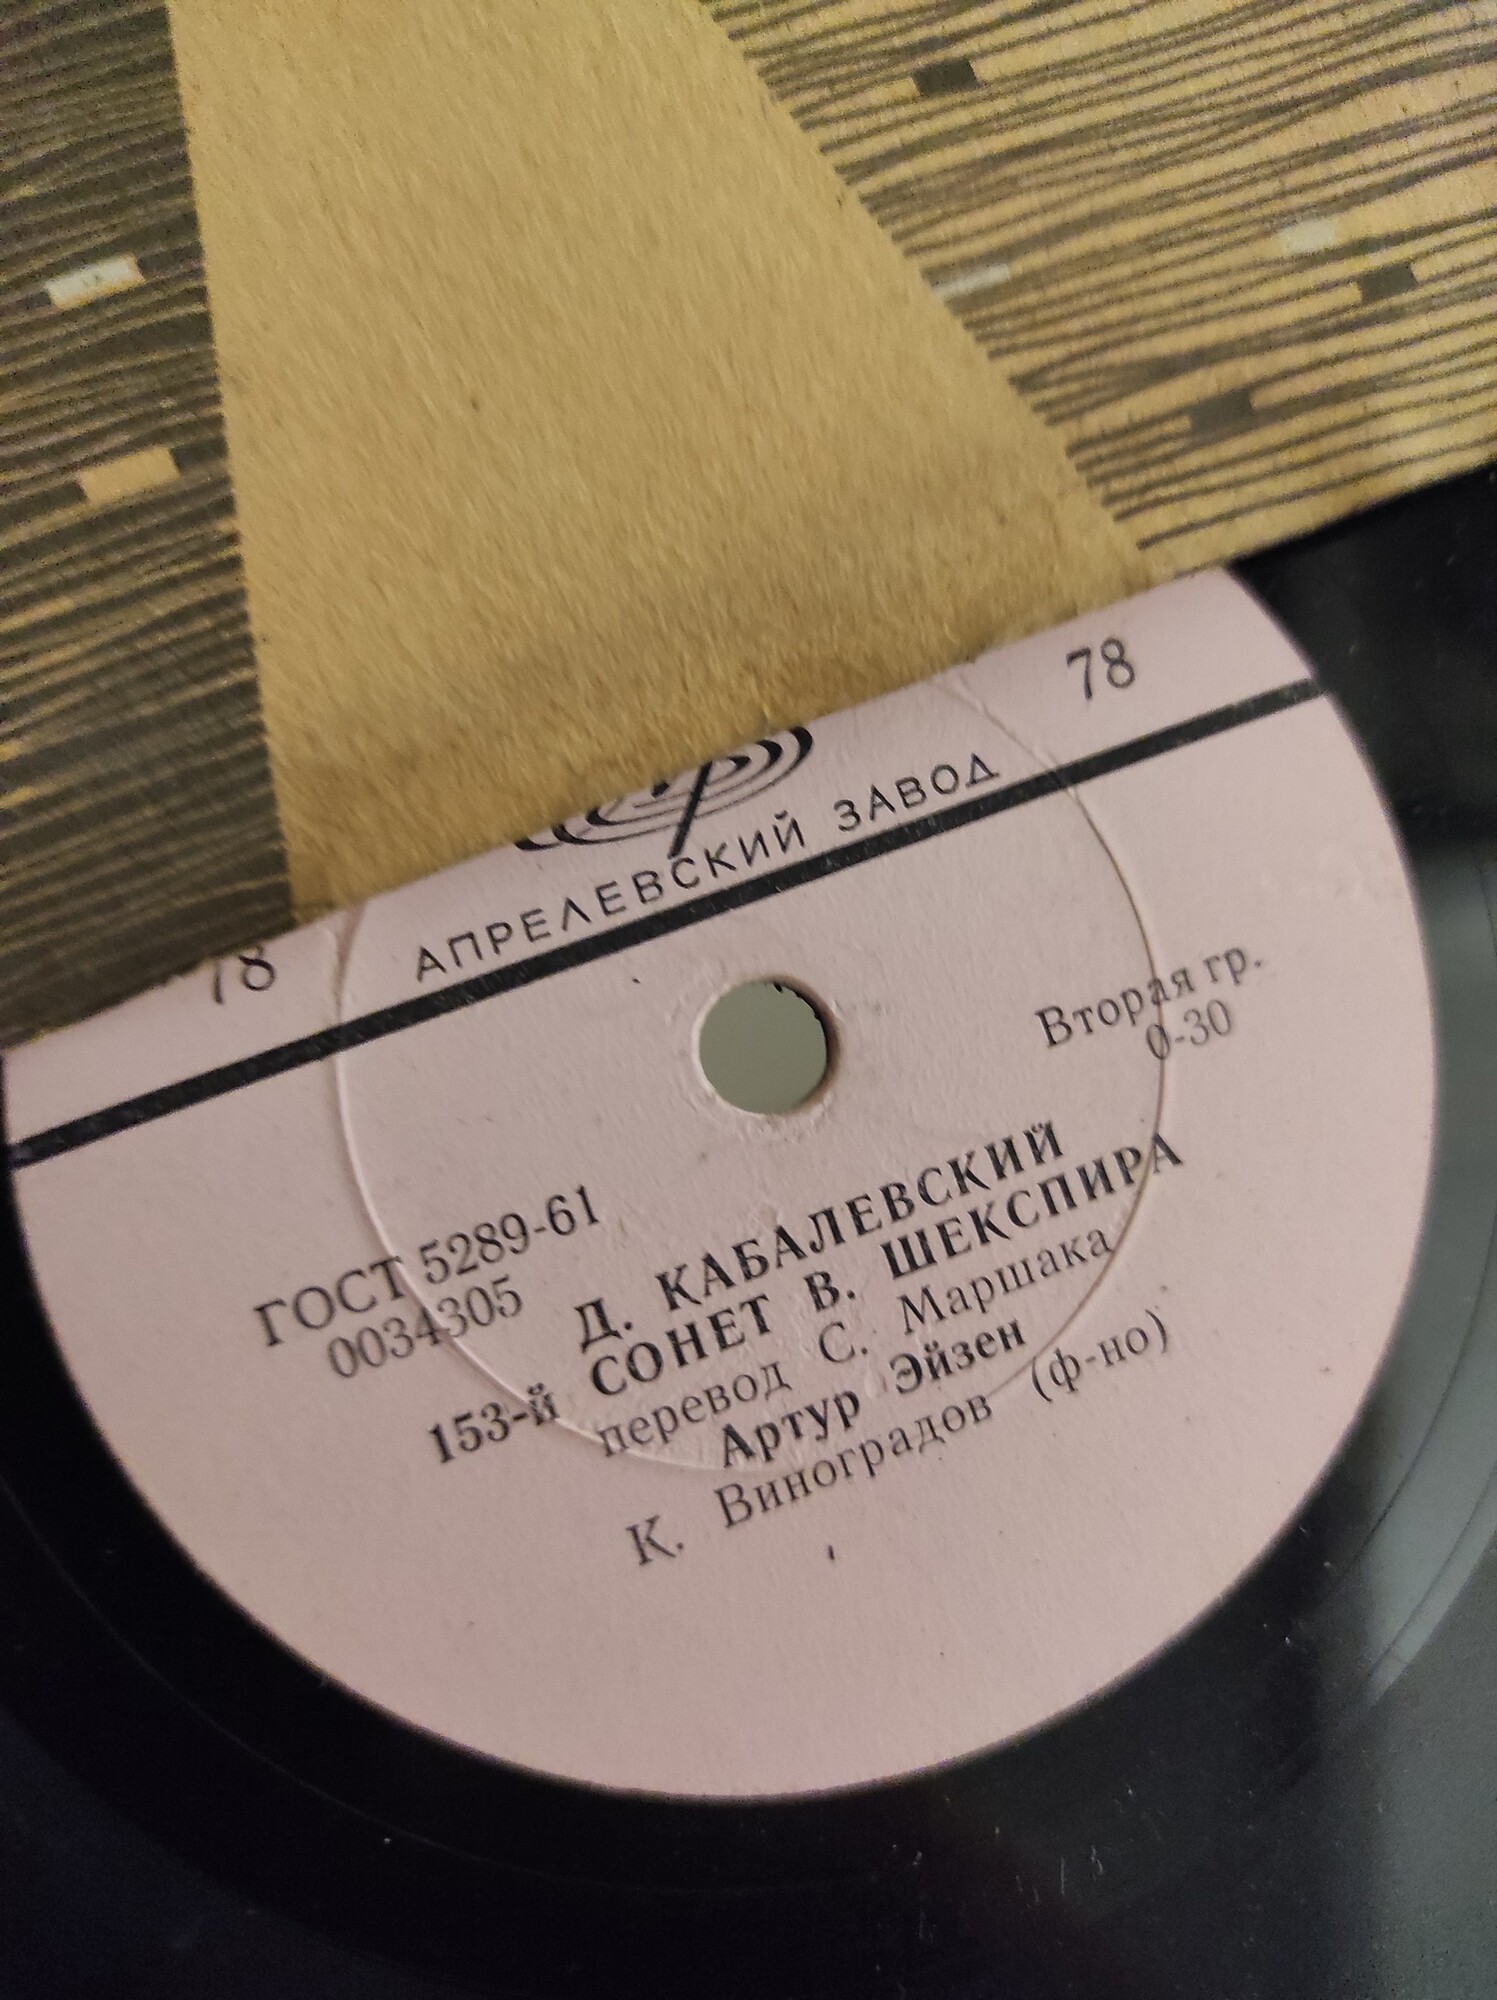 78
78
АПРЕЛЕВСКИЙ ЗАВОД
Вторая гр.
0-30
ГОСТ 5289-61
0034305
Д. КАБАЛЕВСКИЙ
153-й СОНЕТ В. ШЕКСПИРА
перевод С. Маршака
Артур Эйзен
К. Виноградов (ф-но)